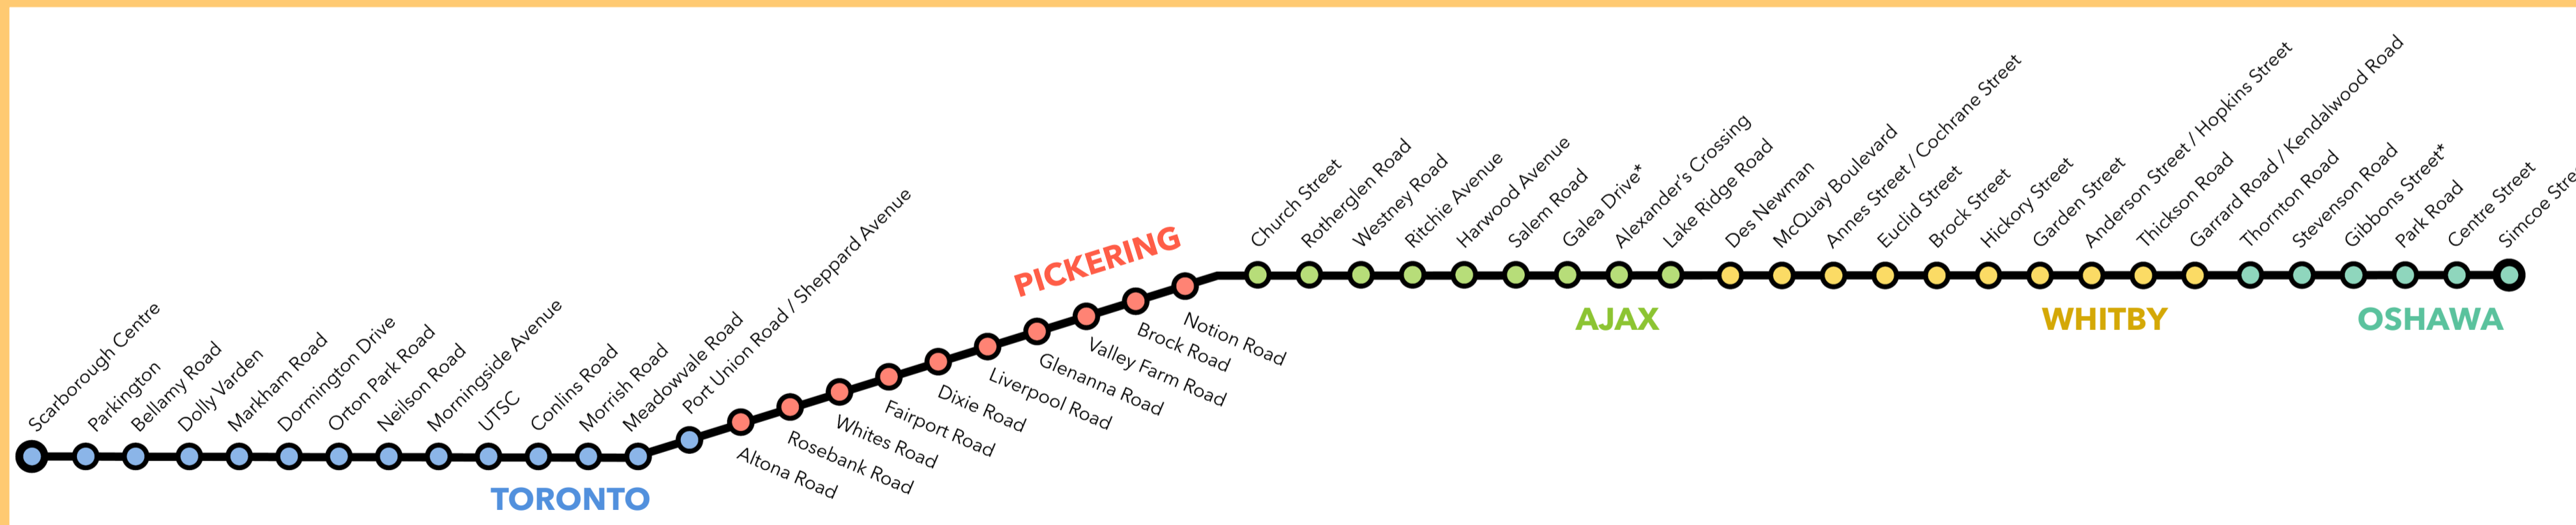 Scarborough Centre
Parkington
Bellamy Road
Dolly Varden
Markham Road
Dormington Drive
Orton Park Road
Neilson Road
Morningside Avenue
UTSC
Conlins Road
Morrish Road
Meadowvale Road
Port Union Road / Sheppard Avenue
TORONTO
Altona Road
Rosebank Road
Whites Road
Fairport Road
Dixie Road
Liverpool Road
Glenanna Road
Valley Farm Road
Brock Road
Notion Road
PICKERING
Church Street
Rotherglen Road
Westney Road
Ritchie Avenue
Harwood Avenue
Salem Road
Galea Drive*
Alexander's Crossing
Lake Ridge Road
AJAX
Des Newman
McQuay Boulevard
Annes Street / Cochrane Street
Euclid Street
Brock Street
Hickory Street
Garden Street
Anderson Street / Hopkins Street
Thickson Road
Garrard Road / Kendalwood Road
WHITBY
Thornton Road
Stevenson Road
Gibbons Street*
Park Road
Centre Street
Simcoe Stre
OSHAWA